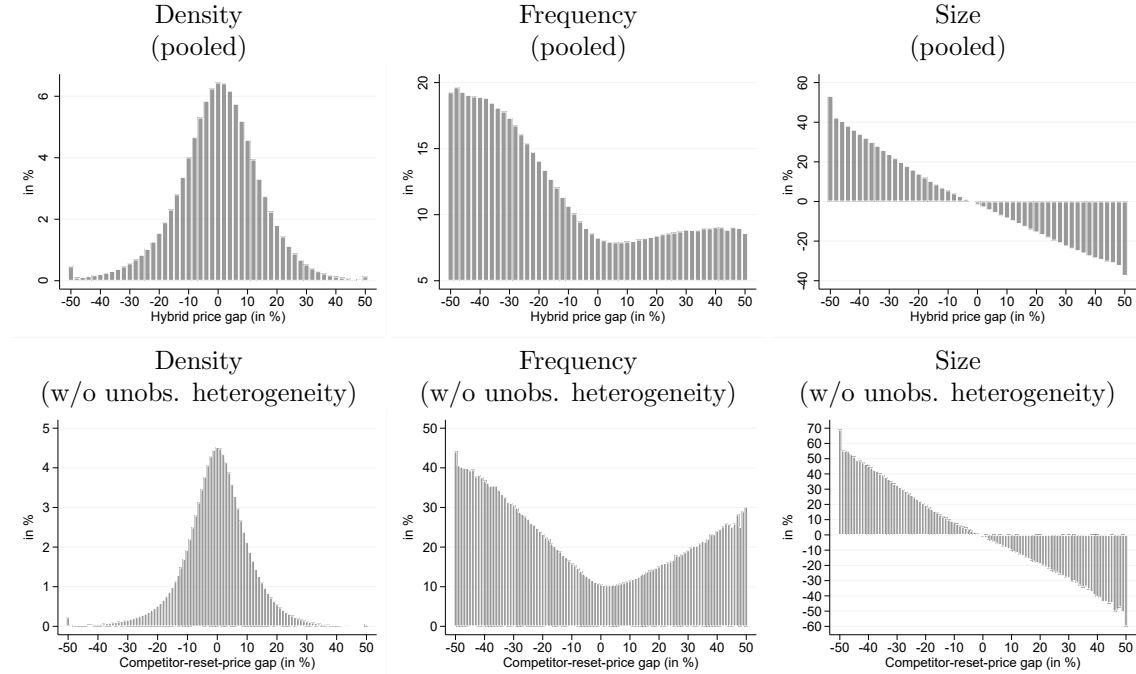 Density
(pooled)
Frequency
(pooled)
Size
(pooled)
in %
0
2
4
6
-50 -40 -30 -20 -10 0 10 20 30 40 50
Hybrid price gap (in %)
in %
5
10
15
20
-50 -40 -30 -20 -10 0 10 20 30 40 50
Hybrid price gap (in %)
in %
-40
-20
0
20
40
60
-50 -40 -30 -20 -10 0 10 20 30 40 50
Hybrid price gap (in %)
Density
(w/o unobs. heterogeneity)
Frequency
(w/o unobs. heterogeneity)
Size
(w/o unobs. heterogeneity)
in %
0
1
2
3
4
5
-50 -40 -30 -20 -10 0 10 20 30 40 50
Competitor-reset-price gap (in %)
in %
0
10
20
30
40
50
-50 -40 -30 -20 -10 0 10 20 30 40 50
Competitor-reset-price gap (in %)
in %
-60
-50
-40
-30
-20
-10
0
10
20
30
40
50
60
70
-50 -40 -30 -20 -10 0 10 20 30 40 50
Competitor-reset-price gap (in %)